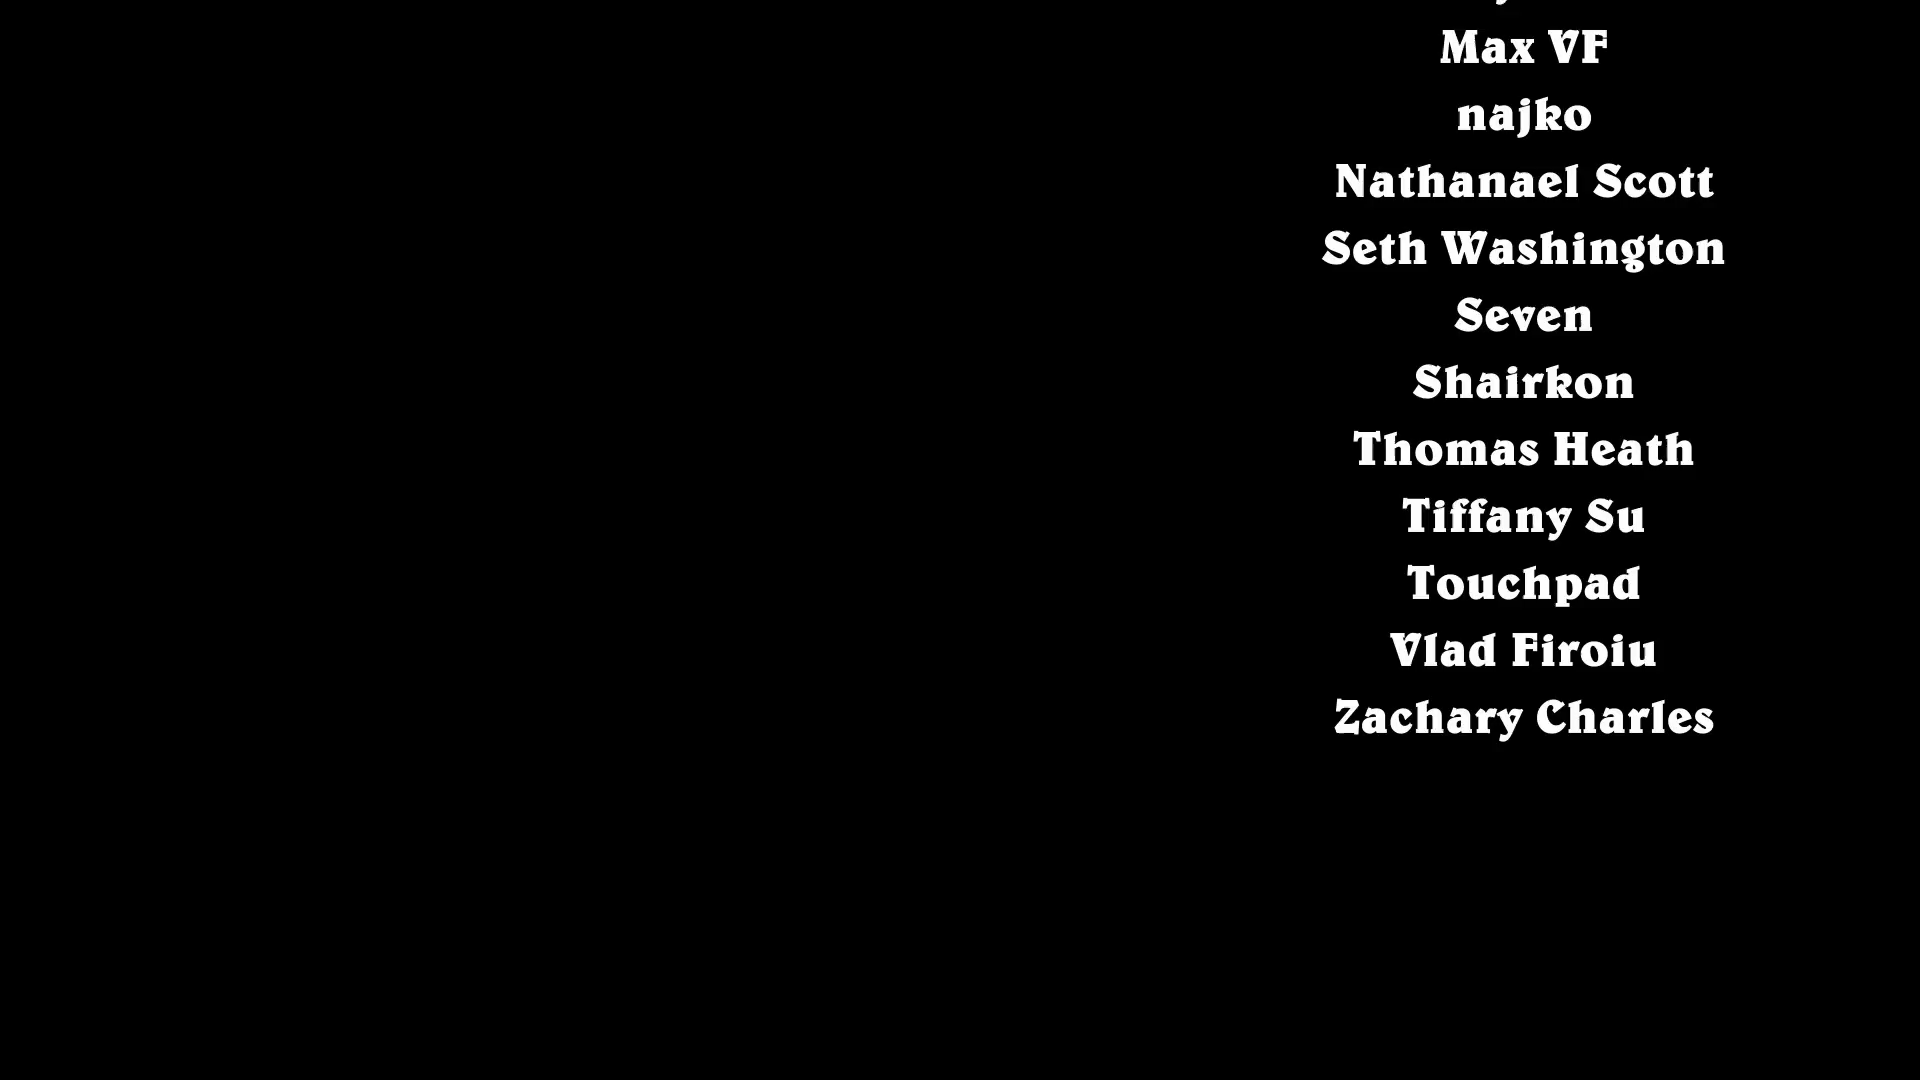 Max VF
najko
Nathanael Scott
Seth Washington
Seven
Shairkon
Thomas Heath
Tiffany Su
Touchpad
Vlad Firoiu
Zachary Charles